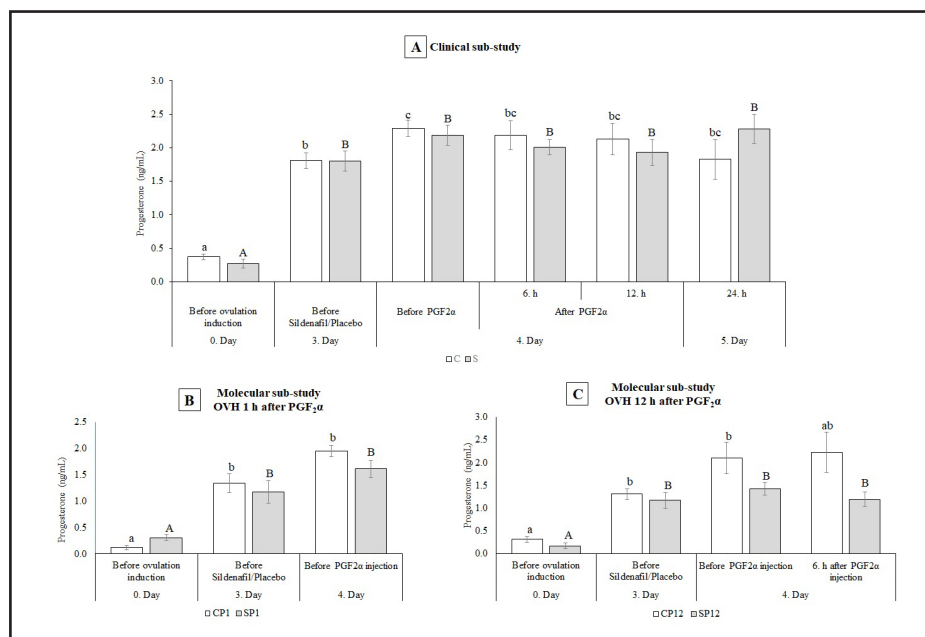 A Clinical sub-study
Progesterone (ng/mL)
3.0
2.5
2.0
1.5
1.0
0.5
0.0
a A
b B
c B
bc B
bc B
bc B
6. h 12. h 24. h
Before ovulation induction
Before Sildenafil/Placebo
Before PGF2α
After PGF2α
0. Day 3. Day 4. Day 5. Day
C S
B Molecular sub-study
OVH 1 h after PGF₂α
Progesterone (ng/mL)
2.5
2.0
1.5
1.0
0.5
0.0
a A
b B
b B
Before ovulation induction
Before Sildenafil/Placebo
Before PGF2α injection
0. Day 3. Day 4. Day
CP1 SP1
C Molecular sub-study
OVH 12 h after PGF₂α
Progesterone (ng/mL)
3.0
2.5
2.0
1.5
1.0
0.5
0.0
a A
b B
b B
ab B
Before ovulation induction
Before Sildenafil/Placebo
Before PGF2α injection
6. h after PGF2α injection
0. Day 3. Day 4. Day
CP12 SP12